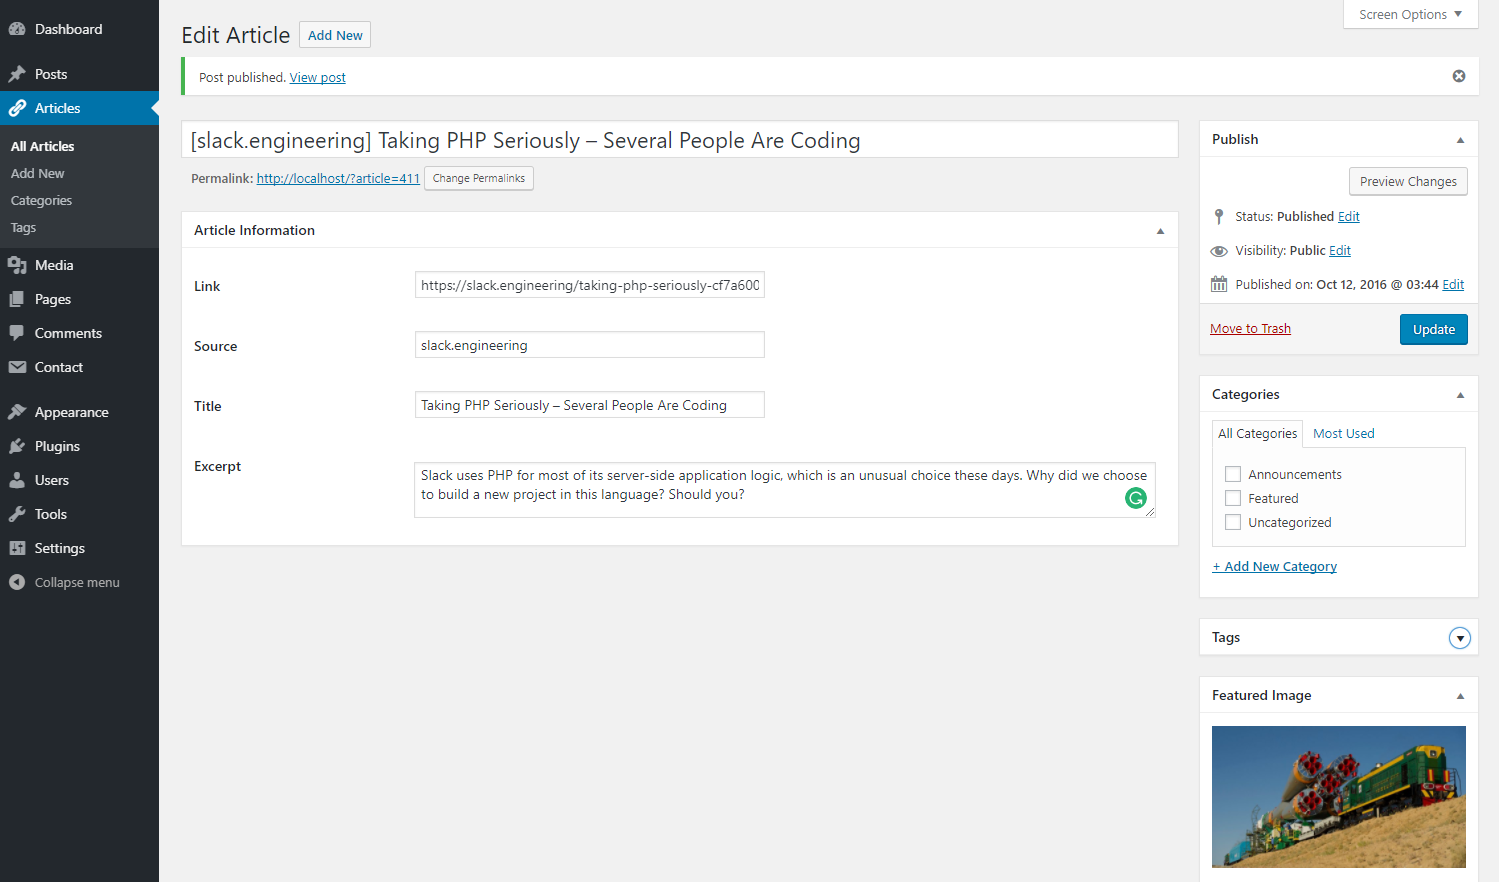 Dashboard
Posts
Articles
All Articles
Add New
Categories
Tags
Media
Pages
Comments
Contact
Appearance
Plugins
Users
Tools
Settings
Collapse menu
Screen Options
Edit Article Add New
Post published. View post
[slack.engineering] Taking PHP Seriously – Several People Are Coding
Permalink: http://localhost/?article=411 Change Permalinks
Article Information
Link https://slack.engineering/taking-php-seriously-cf7a600
Source slack.engineering
Title Taking PHP Seriously – Several People Are Coding
Excerpt Slack uses PHP for most of its server-side application logic, which is an unusual choice these days. Why did we choose
to build a new project in this language? Should you?
Publish
Preview Changes
Status: Published Edit
Visibility: Public Edit
Published on: Oct 12, 2016 @ 03:44 Edit
Move to Trash Update
Categories
All Categories Most Used
Announcements
Featured
Uncategorized
+ Add New Category
Tags
Featured Image